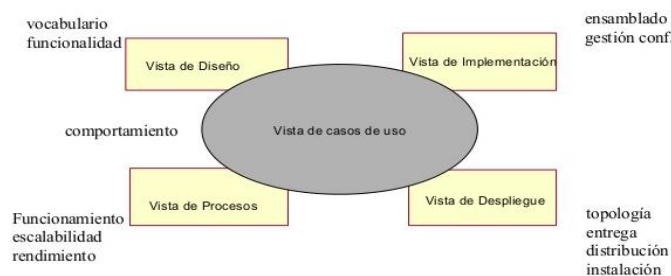 vocabulario
funcionalidad
ensamblado
gestión conf.
Vista de Diseño
Vista de Implementación
comportamiento
Vista de casos de uso
Vista de Procesos
Vista de Despliegue
Funcionamiento
escalabilidad
rendimiento
topología
entrega
distribución
instalación